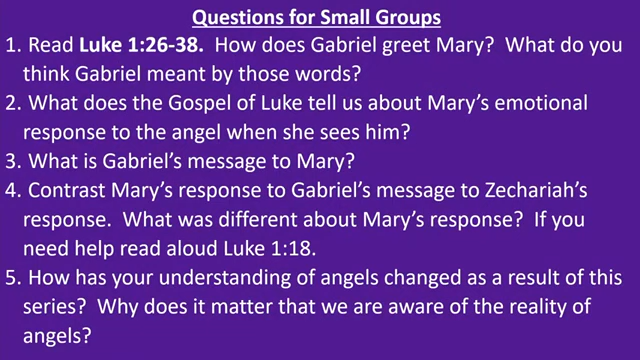 Questions for Small Groups
1. Read Luke 1:26-38.  How does Gabriel greet Mary?  What do you
think Gabriel meant by those words?
2. What does the Gospel of Luke tell us about Mary’s emotional
response to the angel when she sees him?
3. What is Gabriel’s message to Mary?
4. Contrast Mary’s response to Gabriel’s message to Zechariah’s
response.  What was different about Mary’s response?  If you
need help read aloud Luke 1:18.
5. How has your understanding of angels changed as a result of this
series?  Why does it matter that we are aware of the reality of
angels?